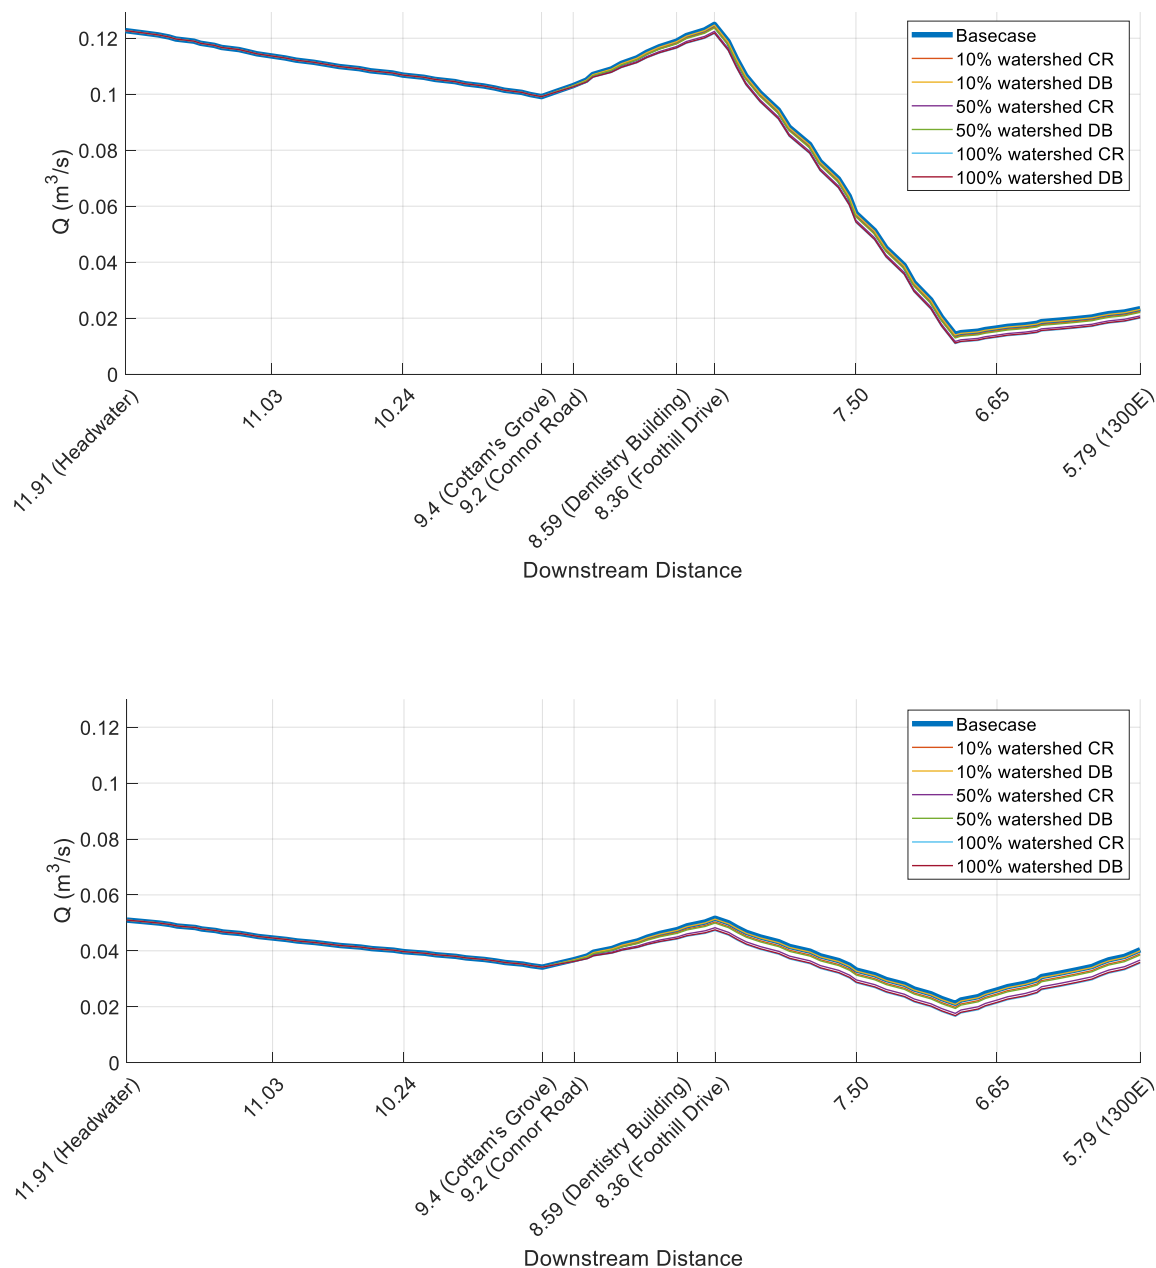 0.12
0.1
0.08
0.06
0.04
0.02
0
Q (m3/s)
Basecase
10% watershed CR
10% watershed DB
50% watershed CR
50% watershed DB
100% watershed CR
100% watershed DB
11.91 (Headwater)
11.03
10.24
9.4 (Cottam's Grove)
9.2 (Connor Road)
8.59 (Dentistry Building)
8.36 (Foothill Drive)
7.50
6.65
5.79 (1300E)
Downstream Distance
0.12
0.1
0.08
0.06
0.04
0.02
0
Q (m3/s)
Basecase
10% watershed CR
10% watershed DB
50% watershed CR
50% watershed DB
100% watershed CR
100% watershed DB
11.91 (Headwater)
11.03
10.24
9.4 (Cottam's Grove)
9.2 (Connor Road)
8.59 (Dentistry Building)
8.36 (Foothill Drive)
7.50
6.65
5.79 (1300E)
Downstream Distance